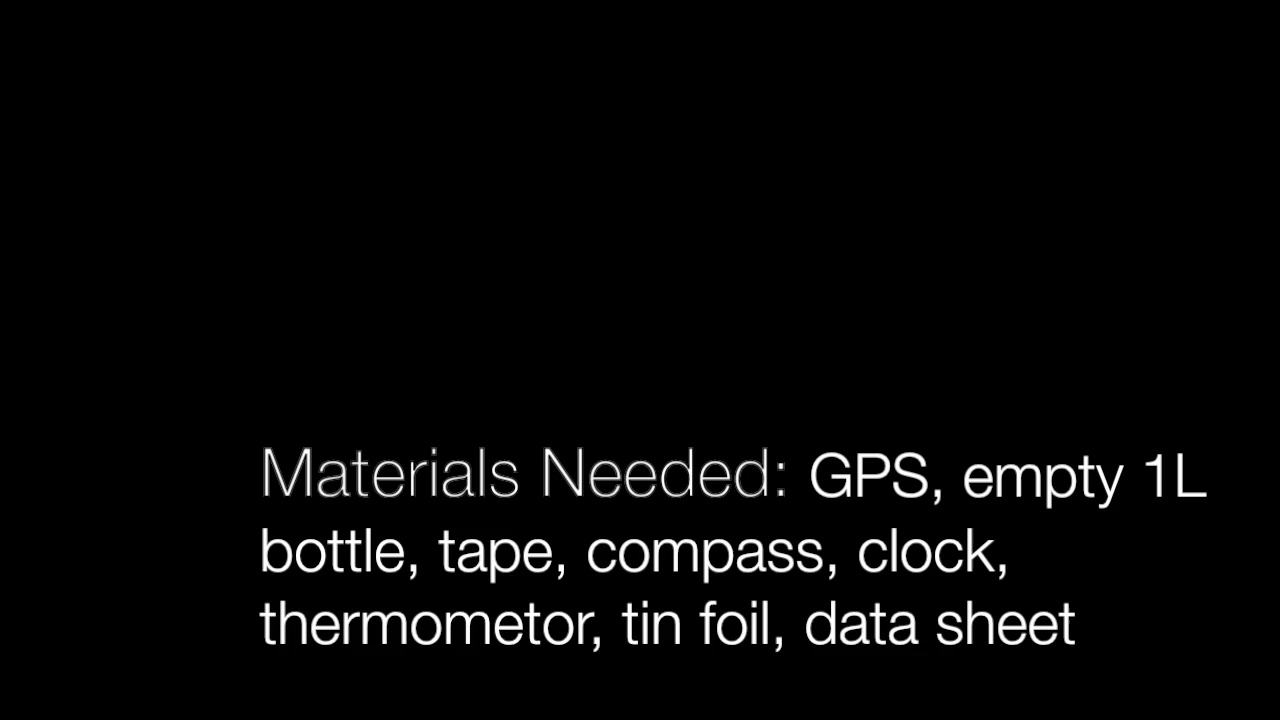 Materials Needed: GPS, empty 1L
bottle, tape, compass, clock,
thermometor, tin foil, data sheet